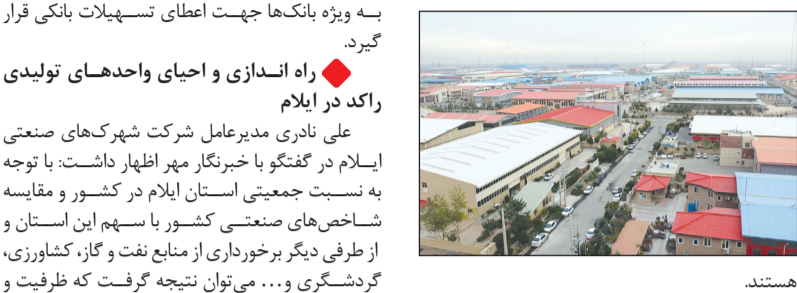 هستند.
به ویژه بانک‌ها جهت اعطای تسهیلات بانکی قرار
گیرد.
راه اندازی و احیای واحدهای تولیدی
راکد در ایلام
علی نادری مدیرعامل شرکت شهرک‌های صنعتی
ایلام در گفتگو با خبرنگار مهر اظهار داشت: با توجه
به نسبت جمعیتی استان ایلام در کشور و مقایسه
شاخص‌های صنعتی کشور با سهم این استان و
از طرفی دیگر برخورداری از منابع نفت و گاز، کشاورزی،
گردشگری و... می‌توان نتیجه گرفت که ظرفیت و